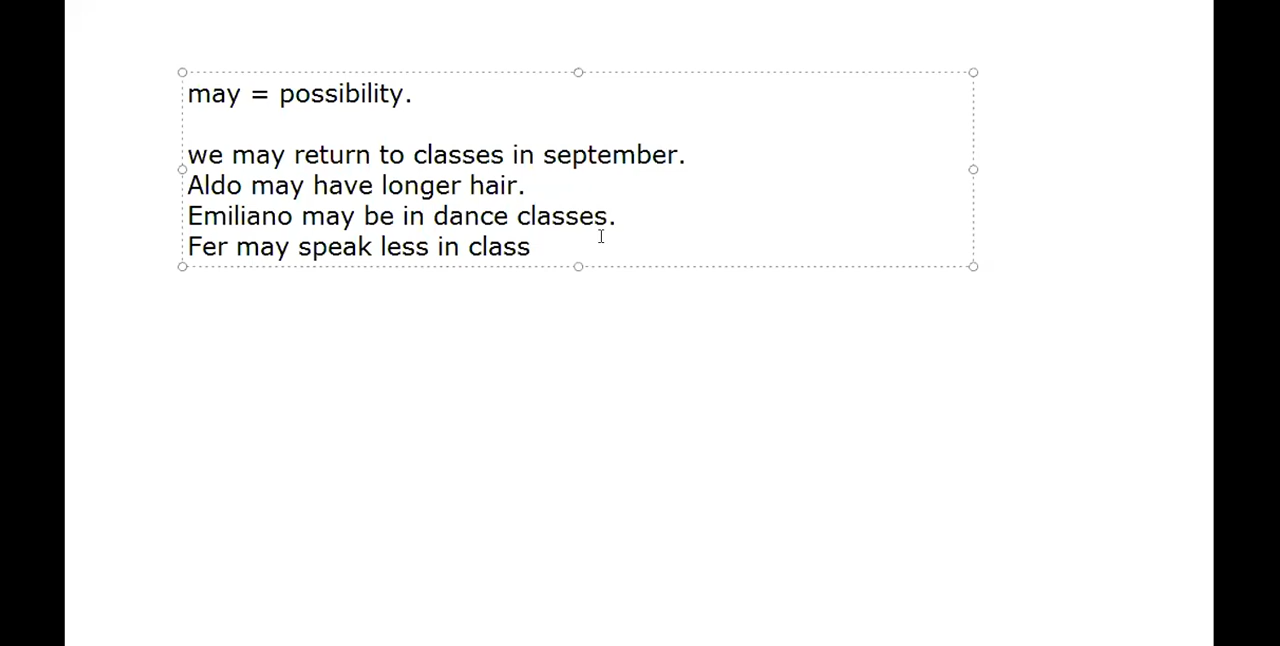 may = possibility.
we may return to classes in september.
Aldo may have longer hair.
Emiliano may be in dance classes.
Fer may speak less in class